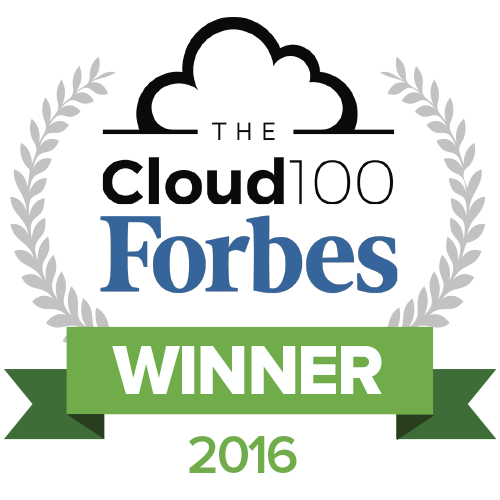 THE
Cloud100
Forbes
WINNER
2016